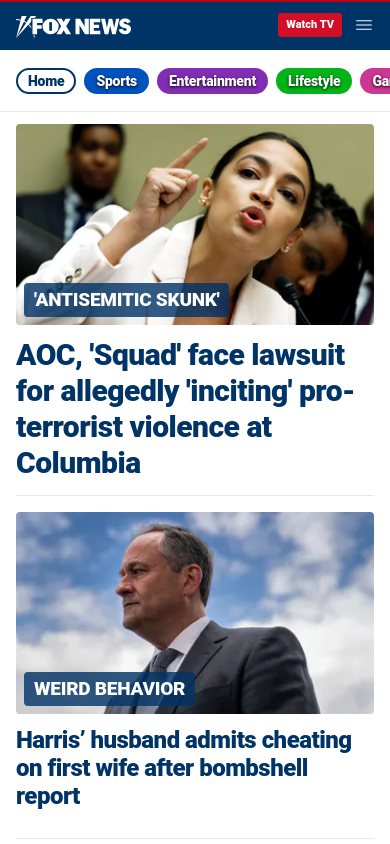 FOX NEWS
Watch TV
Home
Sports
Entertainment
Lifestyle
Ga
'ANTISEMITIC SKUNK'
AOC, 'Squad' face lawsuit
for allegedly 'inciting' pro-
terrorist violence at
Columbia
WEIRD BEHAVIOR
Harris’ husband admits cheating
on first wife after bombshell
report